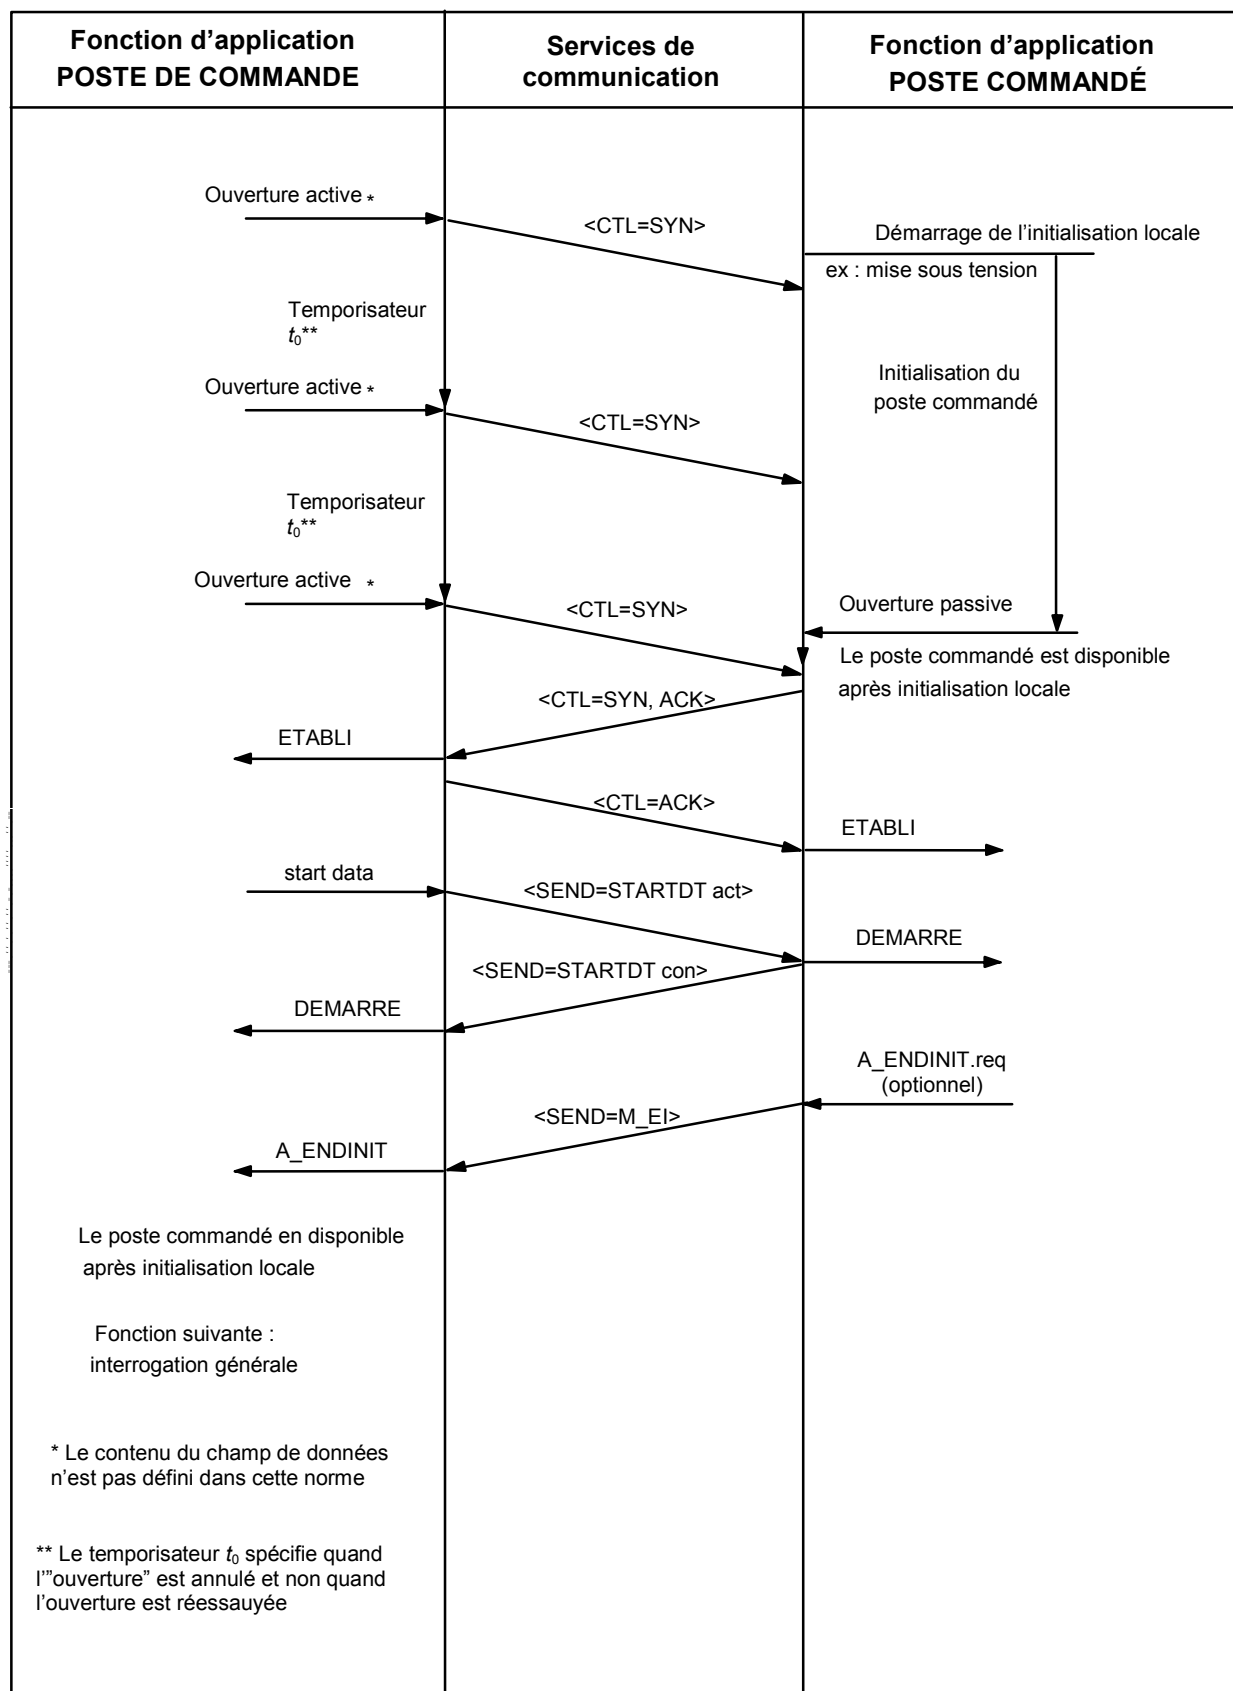 Fonction d’application
POSTE DE COMMANDE
Services de
communication
Fonction d’application
POSTE COMMANDÉ
Ouverture active *
<CTL=SYN>
Démarrage de l’initialisation locale
ex : mise sous tension
Temporisateur
t0**
Ouverture active *
<CTL=SYN>
Initialisation du
poste commandé
Temporisateur
t0**
Ouverture active *
<CTL=SYN>
Ouverture passive
Le poste commandé est disponible
après initialisation locale
<CTL=SYN, ACK>
ETABLI
<CTL=ACK>
ETABLI
start data
<SEND=STARTDT act>
DEMARRE
<SEND=STARTDT con>
DEMARRE
A_ENDINIT.req
(optionnel)
<SEND=M_EI>
A_ENDINIT
Le poste commandé en disponible
après initialisation locale
Fonction suivante :
interrogation générale
* Le contenu du champ de données
n’est pas défini dans cette norme
** Le temporisateur t0 spécifie quand
l’”ouverture” est annulé et non quand
l’ouverture est réessauyée